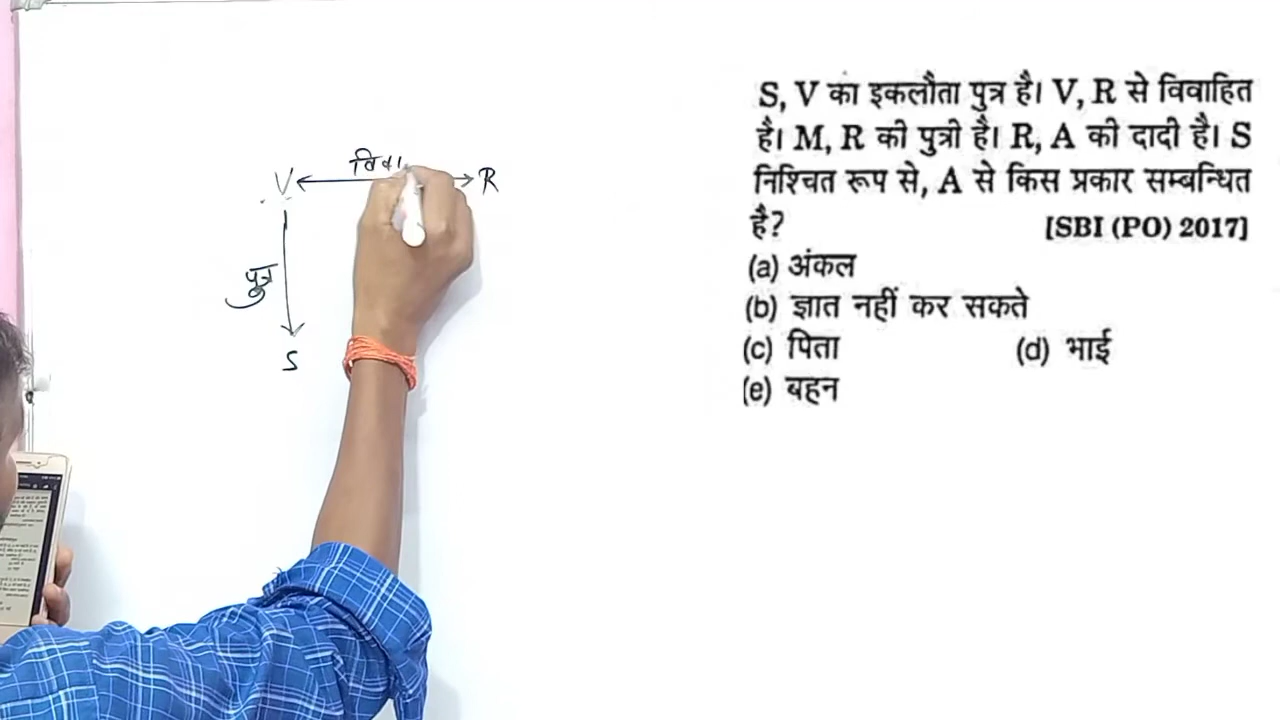 V
विवा
R
पुत्र
S
S, V का इकलौता पुत्र है। V, R से विवाहित
है। M, R की पुत्री है। R, A की दादी है। S
निश्चित रूप से, A से किस प्रकार सम्बन्धित
है? [SBI (PO) 2017]
(a) अंकल
(b) ज्ञात नहीं कर सकते
(c) पिता (d) भाई
(e) बहन